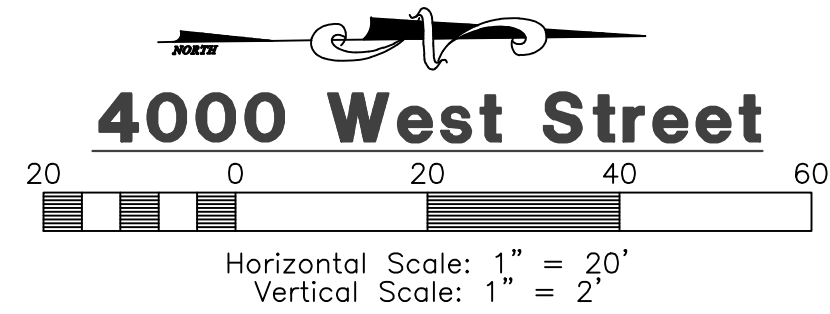 NORTH
4000 West Street
20 0 20 40 60
Horizontal Scale: 1" = 20'
Vertical Scale: 1" = 2'